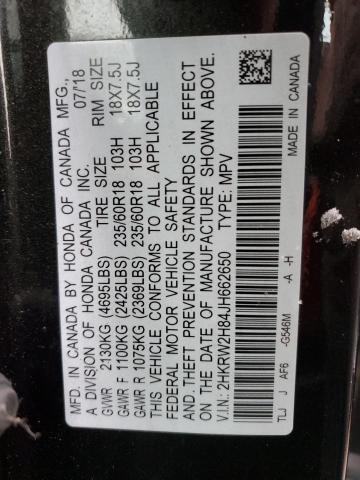 MFD. IN CANADA BY HONDA OF CANADA MFG.,
A DIVISION OF HONDA CANADA INC. 07/'18
TIRE SIZE RIM SIZE
GVWR 2130KG (4695LBS)
GAWR F 1100KG (2425LBS) 235/60R18 103H 18X7.5J
GAWR R 1075KG (2369LBS) 235/60R18 103H 18X7.5J
THIS VEHICLE CONFORMS TO ALL APPLICABLE
FEDERAL MOTOR VEHICLE SAFETY
AND THEFT PREVENTION STANDARDS IN EFFECT
ON THE DATE OF MANUFACTURE SHOWN ABOVE.
V.I.N.: 2HKRW2H84JH662650 TYPE: MPV
TLJ J AF6 -G546M -A -H MADE IN CANADA